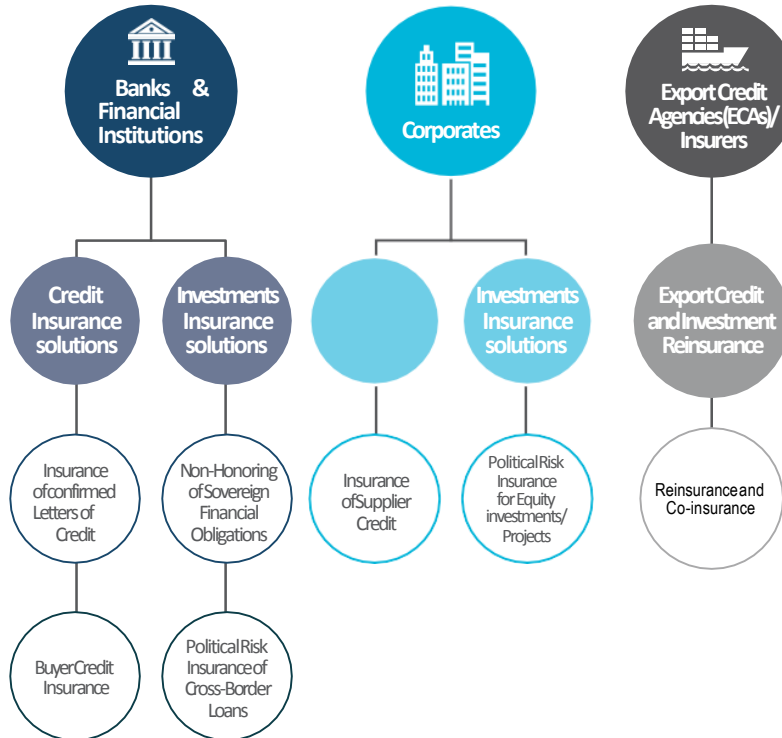 Banks &
Financial
Institutions
Corporates
Export Credit
Agencies(ECAs)/
Insurers
Credit
Insurance
solutions
Investments
Insurance
solutions
Investments
Insurance
solutions
Export Credit
and Investment
Reinsurance
Insurance
of confirmed
Letters of
Credit
Non-Honoring
of Sovereign
Financial
Obligations
Insurance
of Supplier
Credit
Political Risk
Insurance
for Equity
investments/
Projects
Reinsurance and
Co-insurance
Buyer Credit
Insurance
Political Risk
Insurance of
Cross-Border
Loans